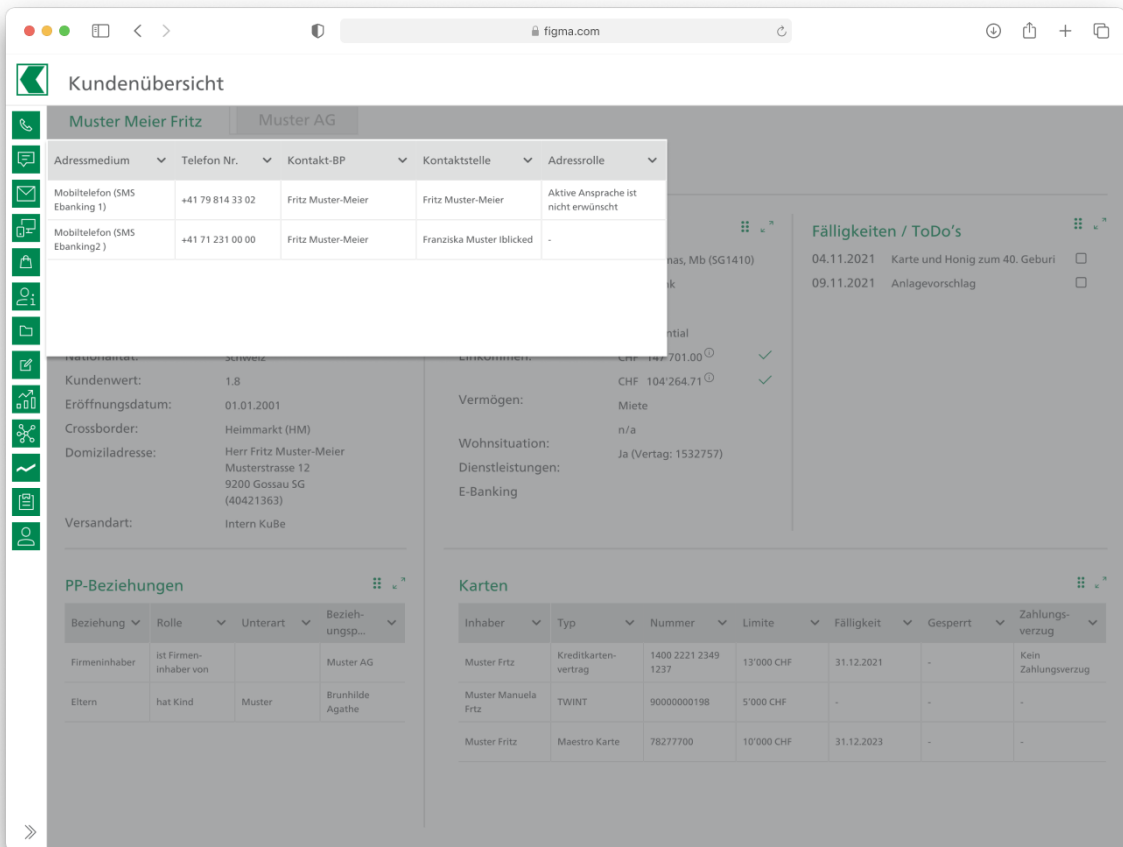 figma.com
Kundenübersicht
Muster Meier Fritz
Muster AG
Adressmedium
Telefon Nr.
Kontakt-BP
Kontaktstelle
Adressrolle
Mobiltelefon (SMS
Ebanking 1)
+41 79 814 33 02
Fritz Muster-Meier
Fritz Muster-Meier
Aktive Ansprache ist
nicht erwünscht
Mobiltelefon (SMS
Ebanking2 )
+41 71 231 00 00
Fritz Muster-Meier
Franziska Muster Iblicked
-
mas, Mb (SG1410)
Nationalität:
Schweiz
Kundenwert:
1.8
Eröffnungsdatum:
01.01.2001
Crossborder:
Heimmarkt (HM)
Domiziladresse:
Herr Fritz Muster-Meier
Musterstrasse 12
9200 Gossau SG
(40421363)
Versandart:
Intern KuBe
Einkommen:
CHF 147'701.00
CHF 104'264.71
Vermögen:
Miete
n/a
Wohnsituation:
Ja (Vertag: 1532757)
Dienstleistungen:
E-Banking
Fälligkeiten / ToDo's
04.11.2021 Karte und Honig zum 40. Geburi
09.11.2021 Anlagevorschlag
PP-Beziehungen
Beziehung
Rolle
Unterart
Bezieh-
ungsp...
Firmeninhaber
ist Firmen-
inhaber von
Muster AG
Eltern
hat Kind
Muster
Brunhilde
Agathe
Karten
Inhaber
Typ
Nummer
Limite
Fälligkeit
Gesperrt
Zahlungs-
verzug
Muster Frtz
Kreditkarten-
vertrag
1400 2221 2349
1237
13'000 CHF
31.12.2021
-
Kein
Zahlungsverzug
Muster Manuela
Frtz
TWINT
90000000198
5'000 CHF
-
-
-
Muster Fritz
Maestro Karte
78277700
10'000 CHF
31.12.2023
-
-